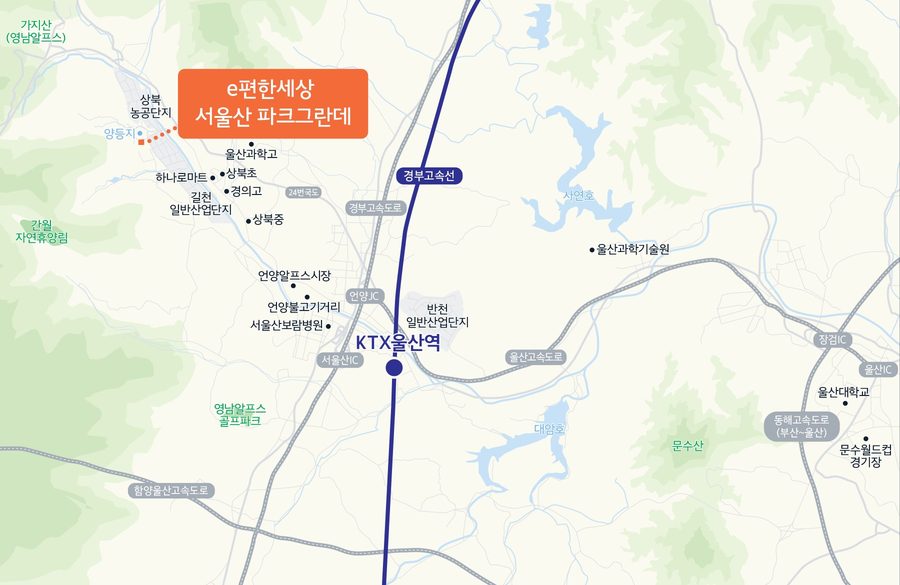 가지산
(영남알프스)
e편한세상
서울산 파크그란데
상북
농공단지
양등지
울산과학고
하나로마트
상북초
경의고
길천
일반산업단지
상북중
24번국도
경부고속도로
경부고속선
사연호
울산과학기술원
간월
자연휴양림
언양알프스시장
언양불고기거리
서울산보람병원
언양JC
반천
일반산업단지
KTX울산역
서울산IC
울산고속도로
장검IC
울산IC
울산대학교
동해고속도로
(부산~울산)
문수월드컵
경기장
문수산
대암호
영남알프스
골프파크
함양울산고속도로